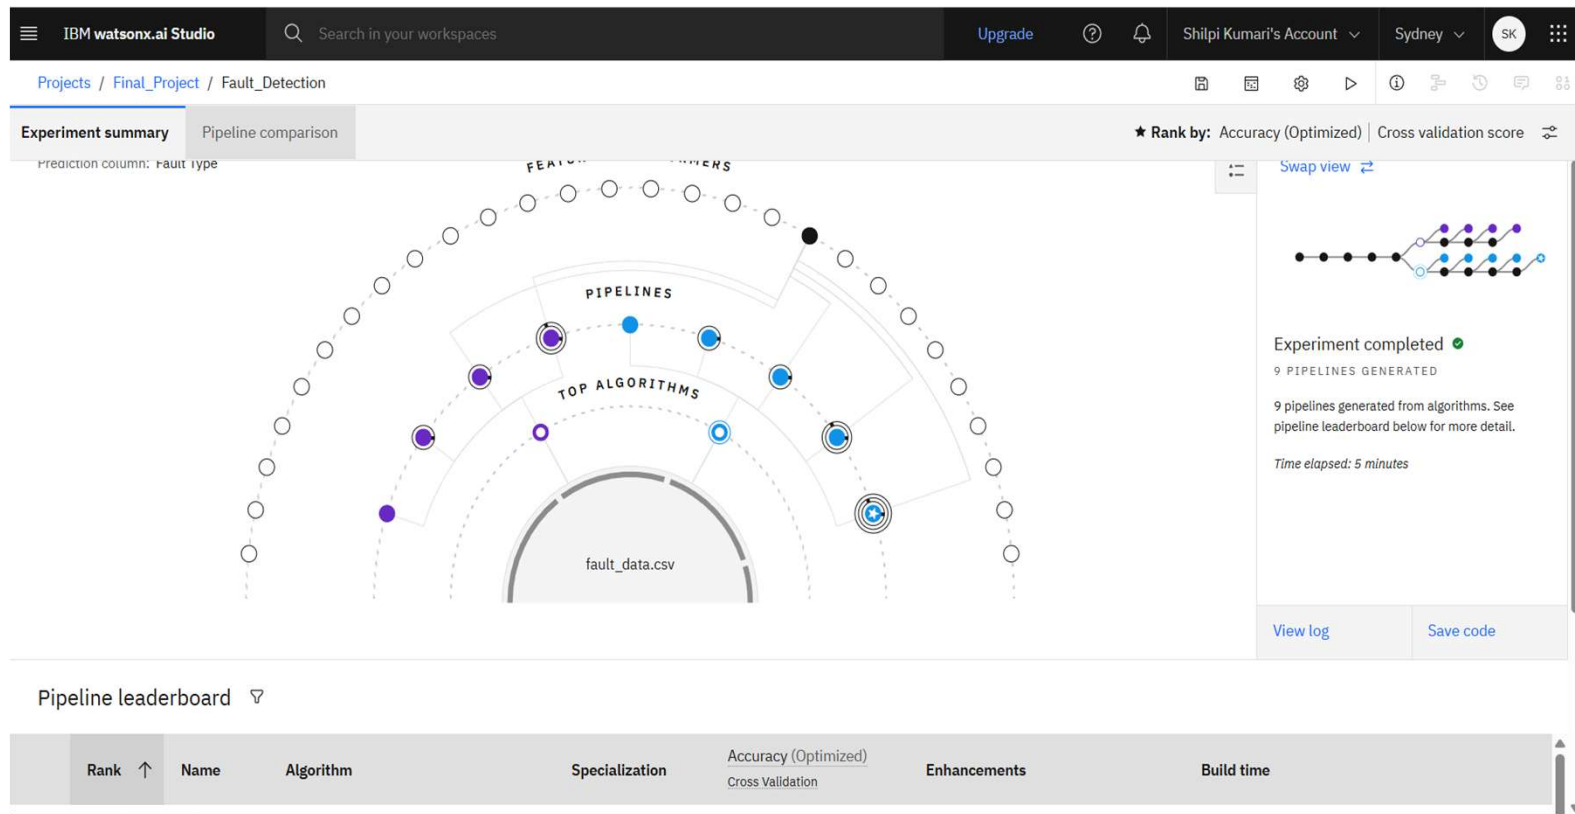 IBM watsonx.ai Studio
Search in your workspaces
Upgrade
Shilpi Kumari's Account
Sydney
SK
Projects / Final_Project / Fault_Detection
Experiment summary
Pipeline comparison
★ Rank by: Accuracy (Optimized) | Cross validation score
Prediction column: Fault Type
Swap view
PIPELINES
TOP ALGORITHMS
fault_data.csv
Experiment completed
9 PIPELINES GENERATED
9 pipelines generated from algorithms. See
pipeline leaderboard below for more detail.
Time elapsed: 5 minutes
View log
Save code
Pipeline leaderboard
Rank ↑
Name
Algorithm
Specialization
Accuracy (Optimized)
Cross Validation
Enhancements
Build time